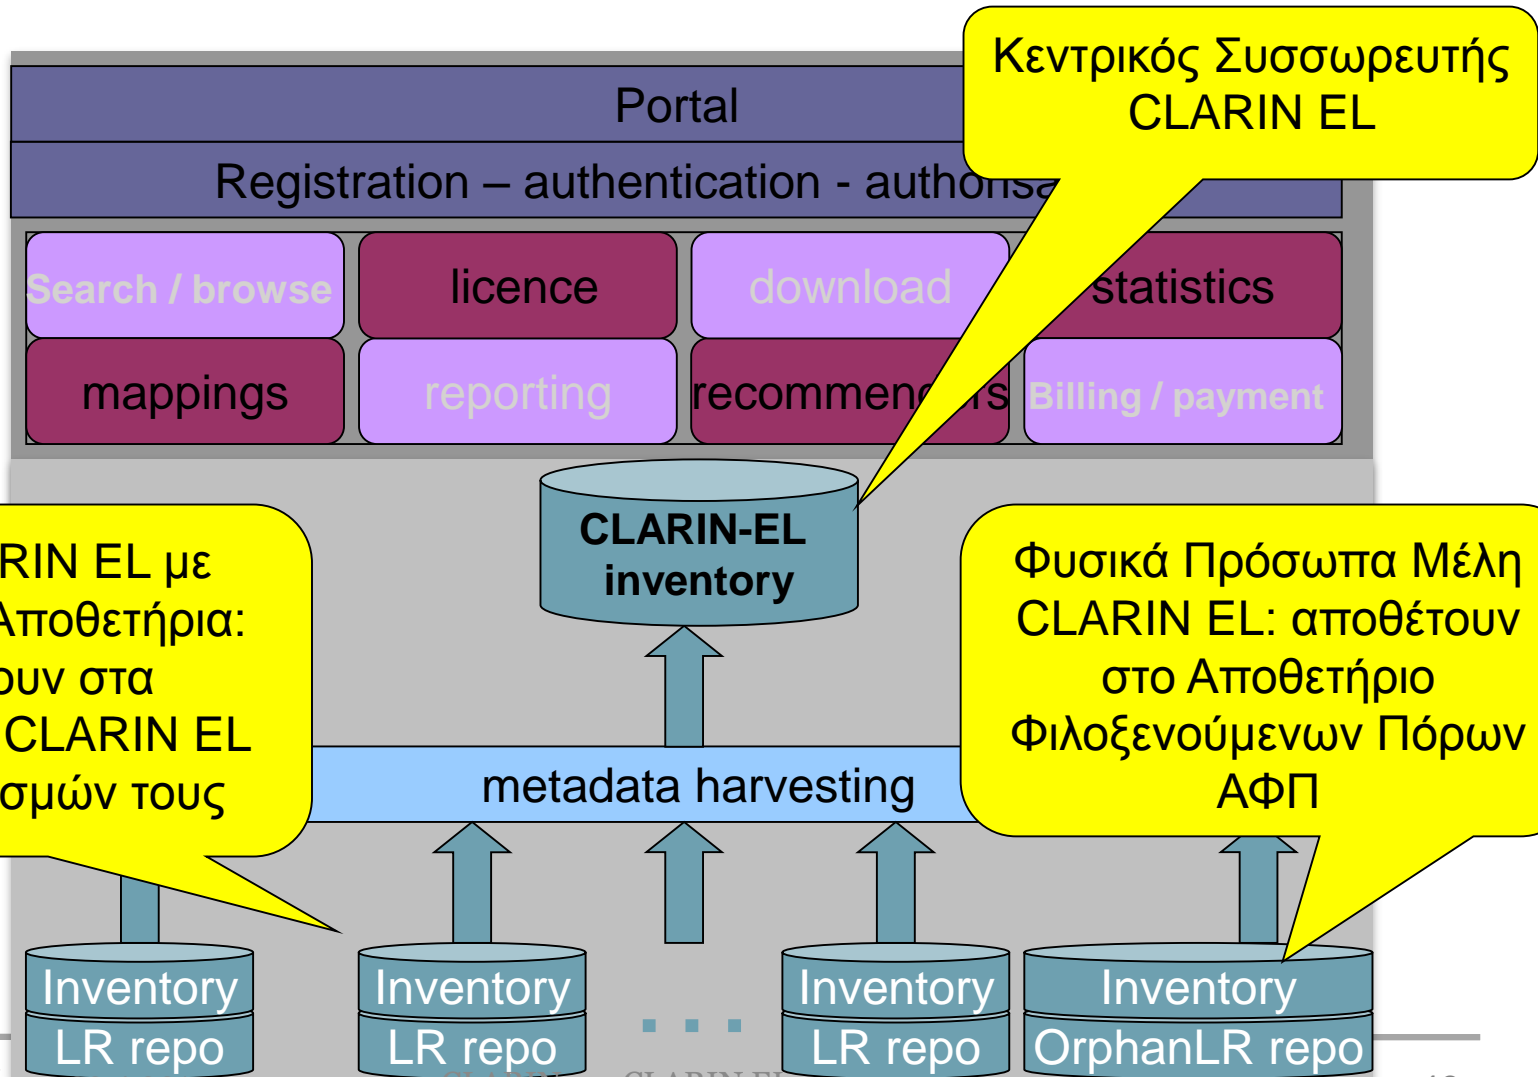 Κεντρικός Συσσωρευτής
CLARIN EL
Portal
Registration – authentication - authorisa
Search / browse
licence
download
statistics
mappings
reporting
Billing / payment
CLARIN-EL
inventory
RIN EL με
Αποθετήρια:
ουν στα
CLARIN EL
σμών τους
Φυσικά Πρόσωπα Μέλη
CLARIN EL: αποθέτουν
στο Αποθετήριο
Φιλοξενούμενων Πόρων
ΑΦΠ
metadata harvesting
Inventory
LR repo
Inventory
LR repo
. . .
Inventory
LR repo
Inventory
OrphanLR repo